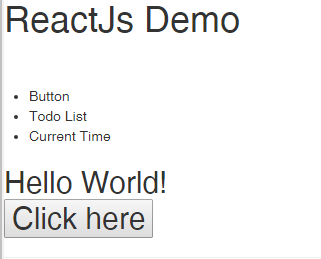 ReactJs Demo
Button
Todo List
Current Time
Hello World!
Click here